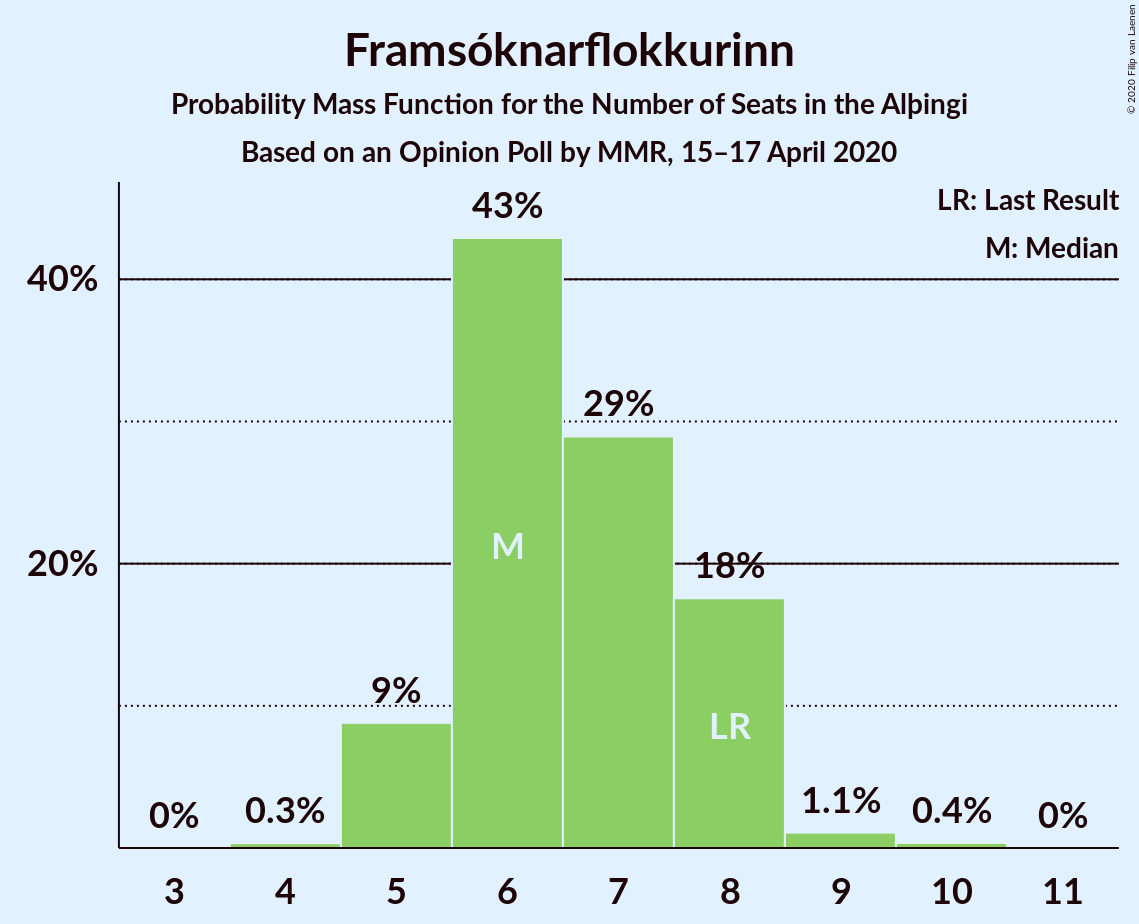 Framsóknarflokkurinn
Probability Mass Function for the Number of Seats in the Alþingi
Based on an Opinion Poll by MMR, 15–17 April 2020
© 2020 Filip van Laenen
LR: Last Result
M: Median
43%
40%
29%
M
20%
18%
9%
LR
0%
0.3%
1.1%
0.4%
0%
3 4 5 6 7 8 9 10 11